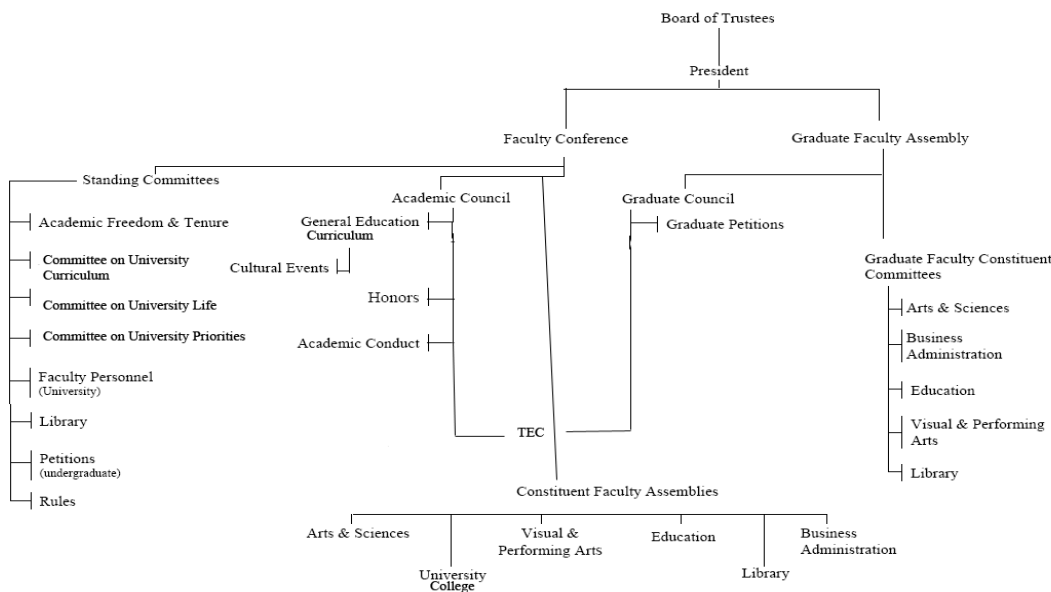 Board of Trustees
President
Faculty Conference
Graduate Faculty Assembly
Standing Committees
Academic Freedom & Tenure
Committee on University
Curriculum
Committee on University Life
Committee on University Priorities
Faculty Personnel
(University)
Library
Petitions
(undergraduate)
Rules
Academic Council
General Education
Curriculum
Cultural Events
Honors
Academic Conduct
Graduate Council
Graduate Petitions
TEC
Graduate Faculty Constituent
Committees
Arts & Sciences
Business
Administration
Education
Visual & Performing
Arts
Library
Constituent Faculty Assemblies
Arts & Sciences
University
College
Visual &
Performing Arts
Education
Library
Business
Administration